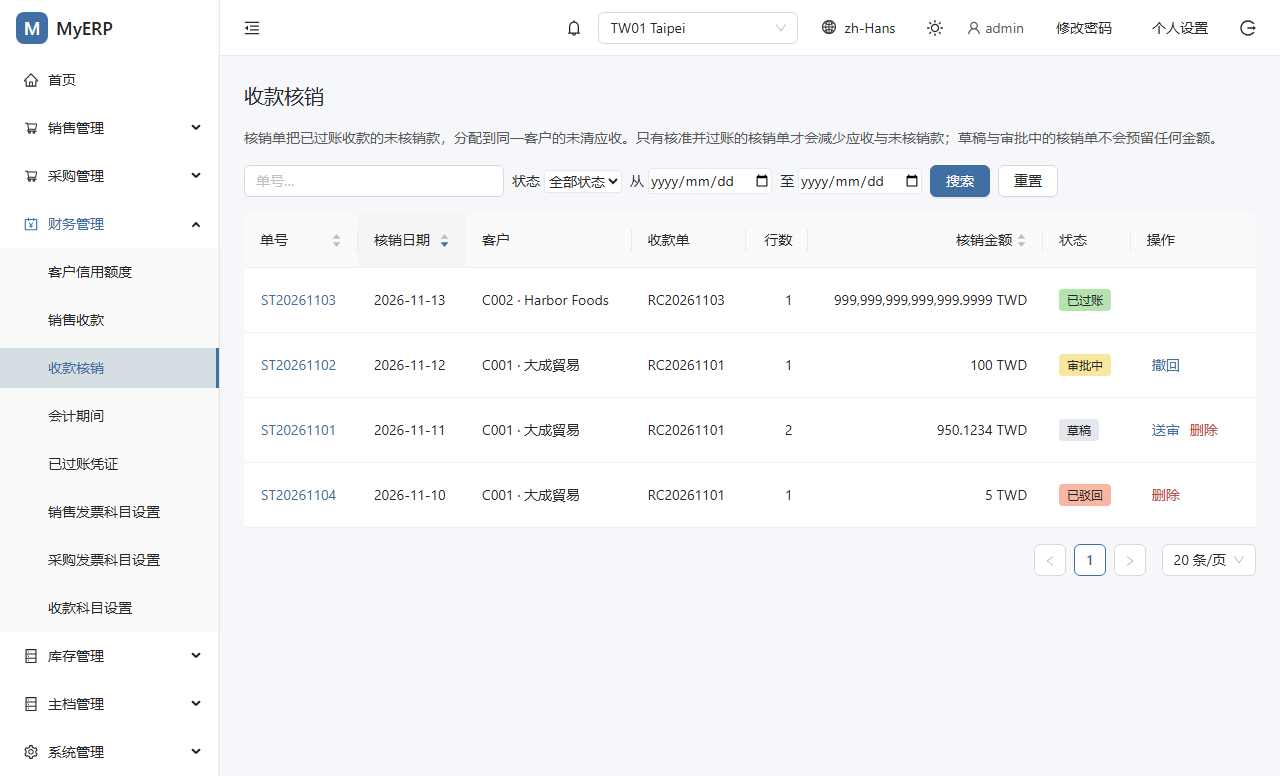 M MyERP
TW01 Taipei
zh-Hans
admin
修改密码
个人设置
首页
销售管理
采购管理
财务管理
客户信用额度
销售收款
收款核销
会计期间
已过账凭证
销售发票科目设置
采购发票科目设置
收款科目设置
库存管理
主档管理
系统管理
收款核销
核销单把已过账收款的未核销款，分配到同一客户的未清应收。只有核准并过账的核销单才会减少应收与未核销款；草稿与审批中的核销单不会预留任何金额。
单号... 状态 全部状态 从 yyyy/mm/dd 至 yyyy/mm/dd 搜索 重置
单号 核销日期 客户 收款单 行数 核销金额 状态 操作
ST20261103 2026-11-13 C002 · Harbor Foods RC20261103 1 999,999,999,999,999.9999 TWD 已过账
ST20261102 2026-11-12 C001 · 大成貿易 RC20261101 1 100 TWD 审批中 撤回
ST20261101 2026-11-11 C001 · 大成貿易 RC20261101 2 950.1234 TWD 草稿 送审 删除
ST20261104 2026-11-10 C001 · 大成貿易 RC20261101 1 5 TWD 已驳回 删除
< 1 > 20 条/页